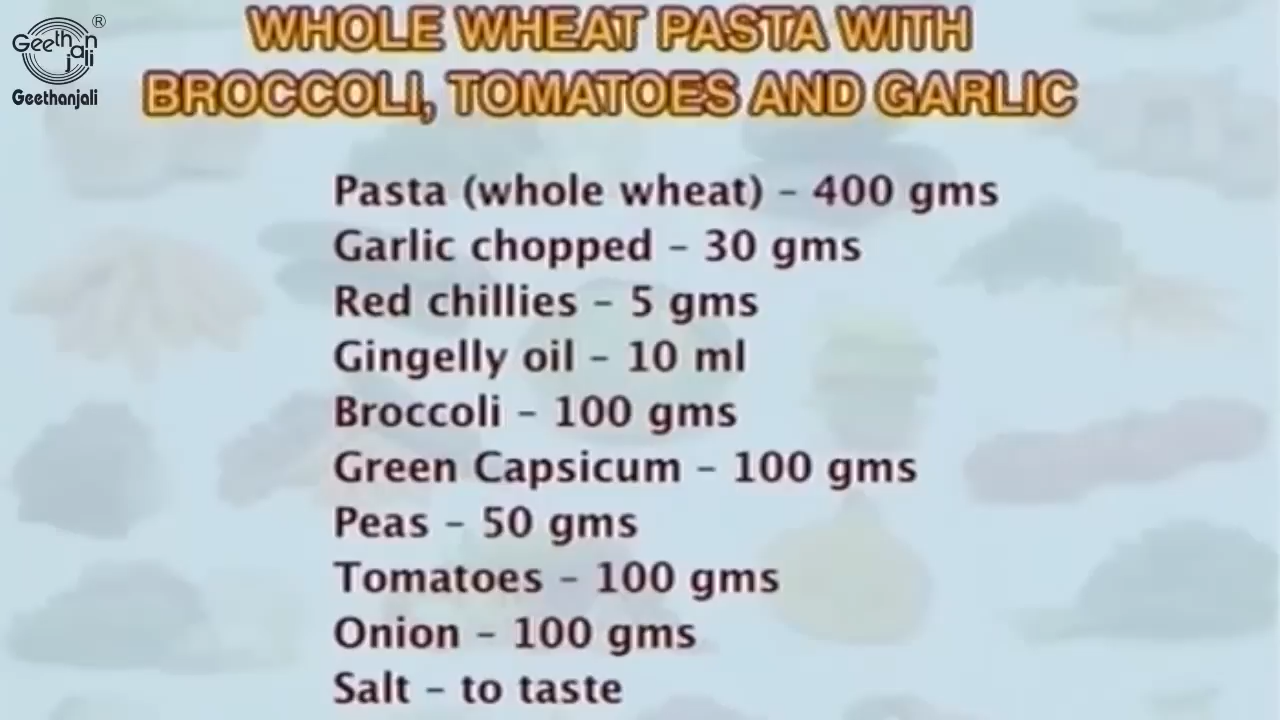 Geethanjali ®
Geethanjali
WHOLE WHEAT PASTA WITH
BROCCOLI, TOMATOES AND GARLIC
Pasta (whole wheat) – 400 gms
Garlic chopped – 30 gms
Red chillies – 5 gms
Gingelly oil – 10 ml
Broccoli – 100 gms
Green Capsicum – 100 gms
Peas – 50 gms
Tomatoes – 100 gms
Onion – 100 gms
Salt – to taste